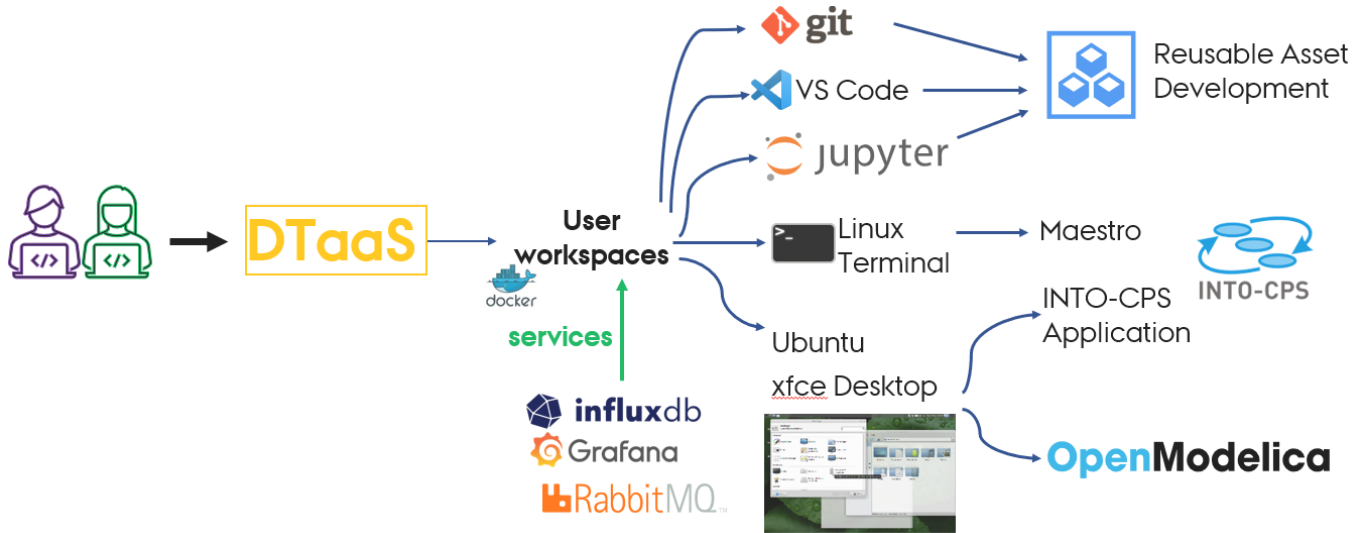 git
Reusable Asset
Development
VS Code
jupyter
</>
</>
DTaaS
User
workspaces
docker
>_
Linux
Terminal
Maestro
INTO-CPS
INTO-CPS
Application
services
Ubuntu
xfce Desktop
influxdb
Grafana
RabbitMQ™
OpenModelica